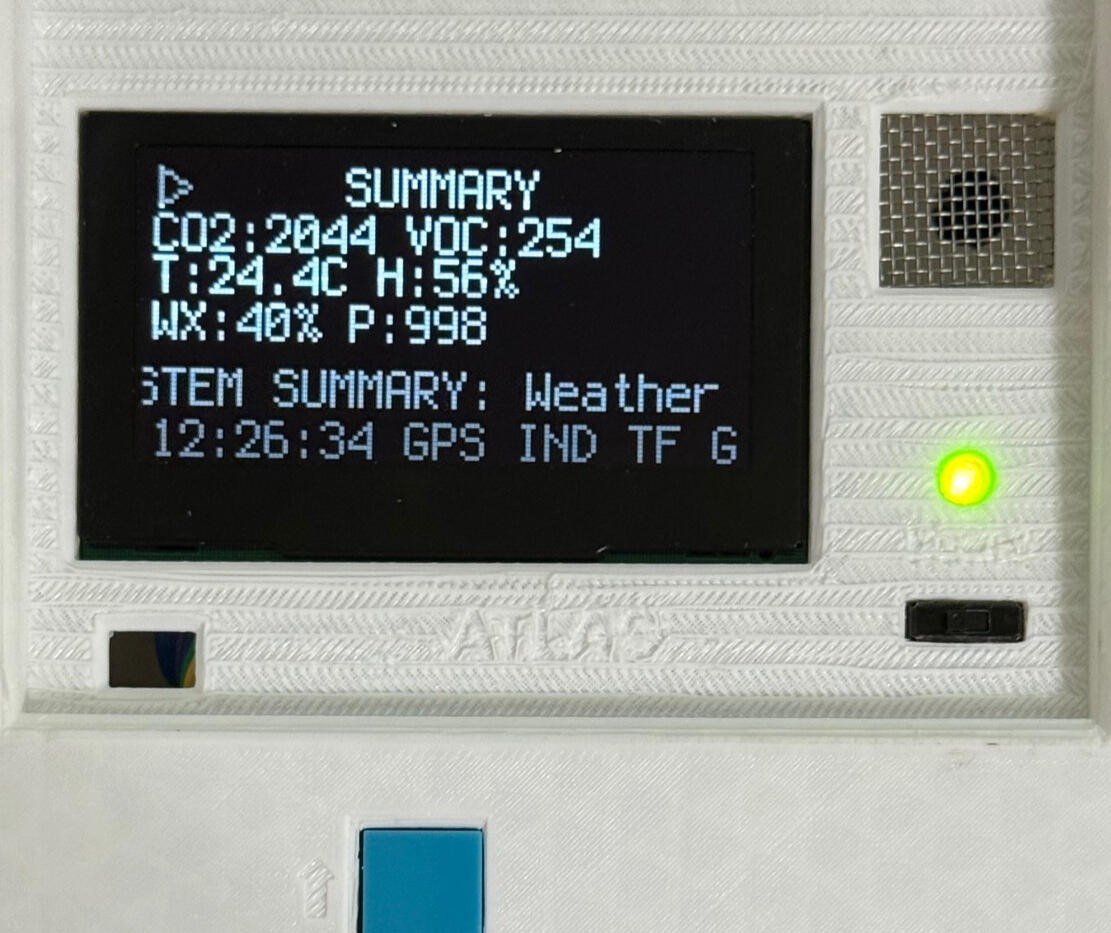 SUMMARY
CO2:2044 VOC:254
T:24.4C H:56%
WX:40% P:998
STEM SUMMARY: Weather
12:26:34 GPS IND TF G
ATLAS